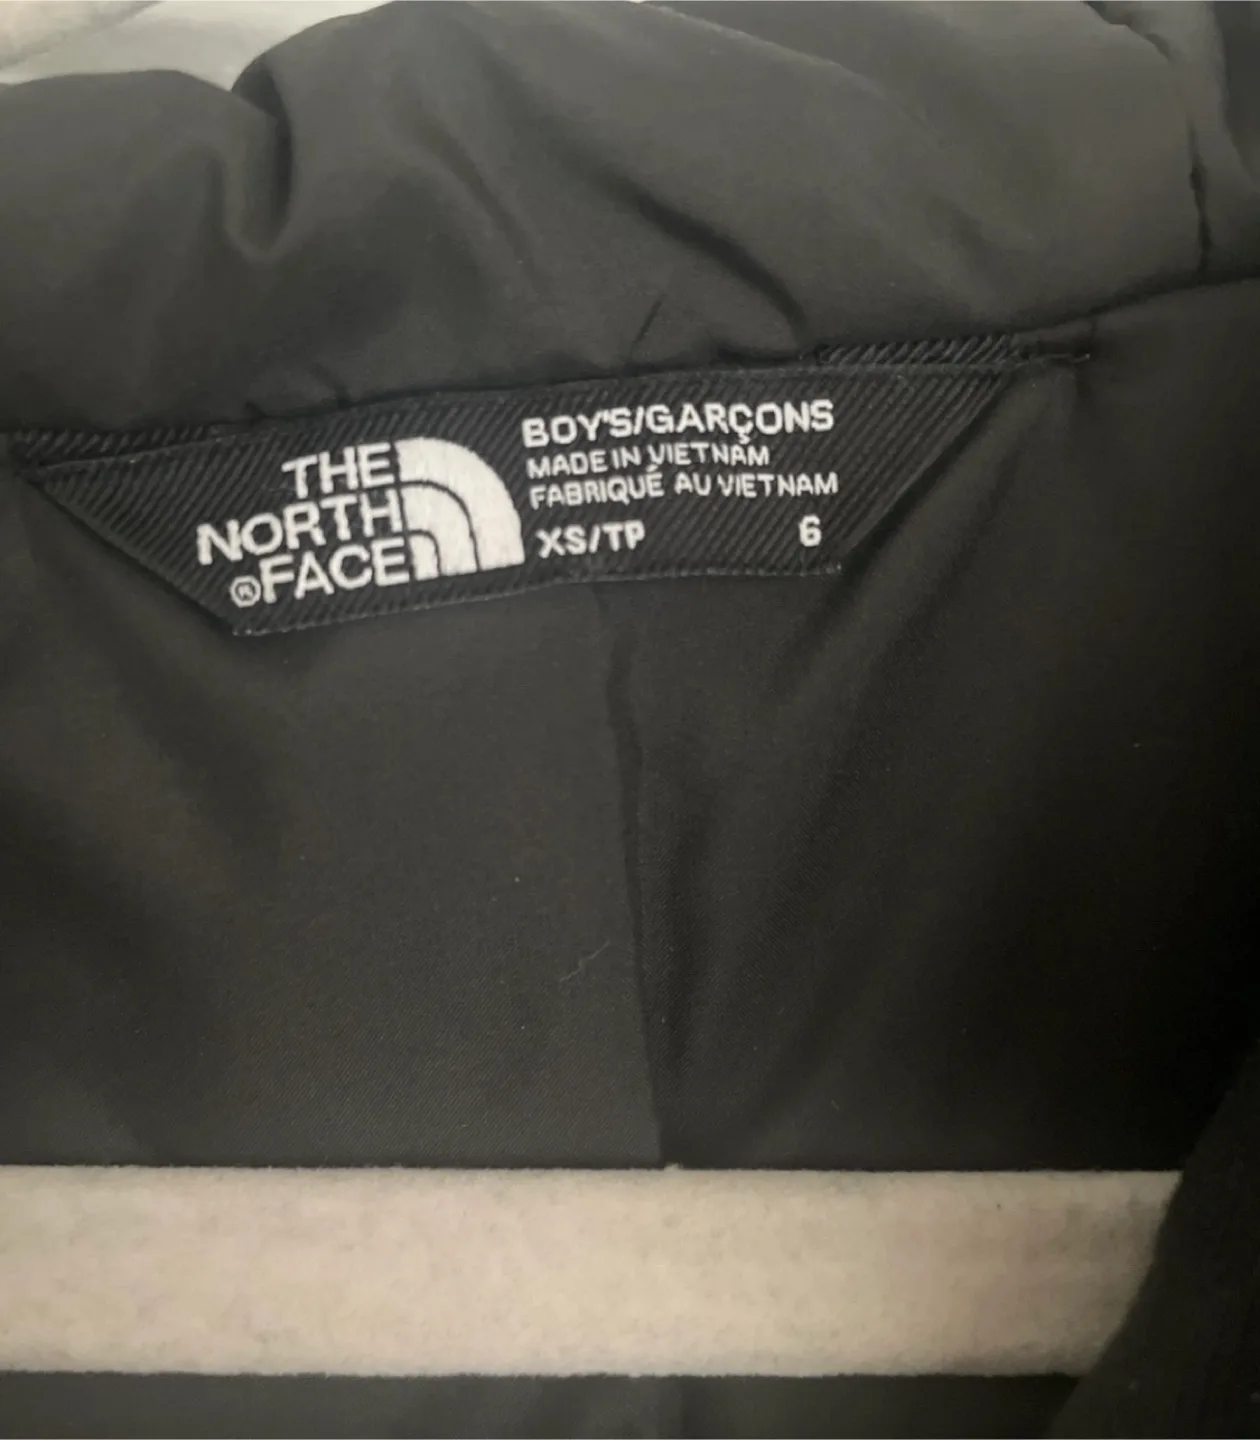 THE
NORTH
®FACE
BOY'S/GARÇONS
MADE IN VIETNAM
FABRIQUÉ AU VIETNAM
XS/TP 6